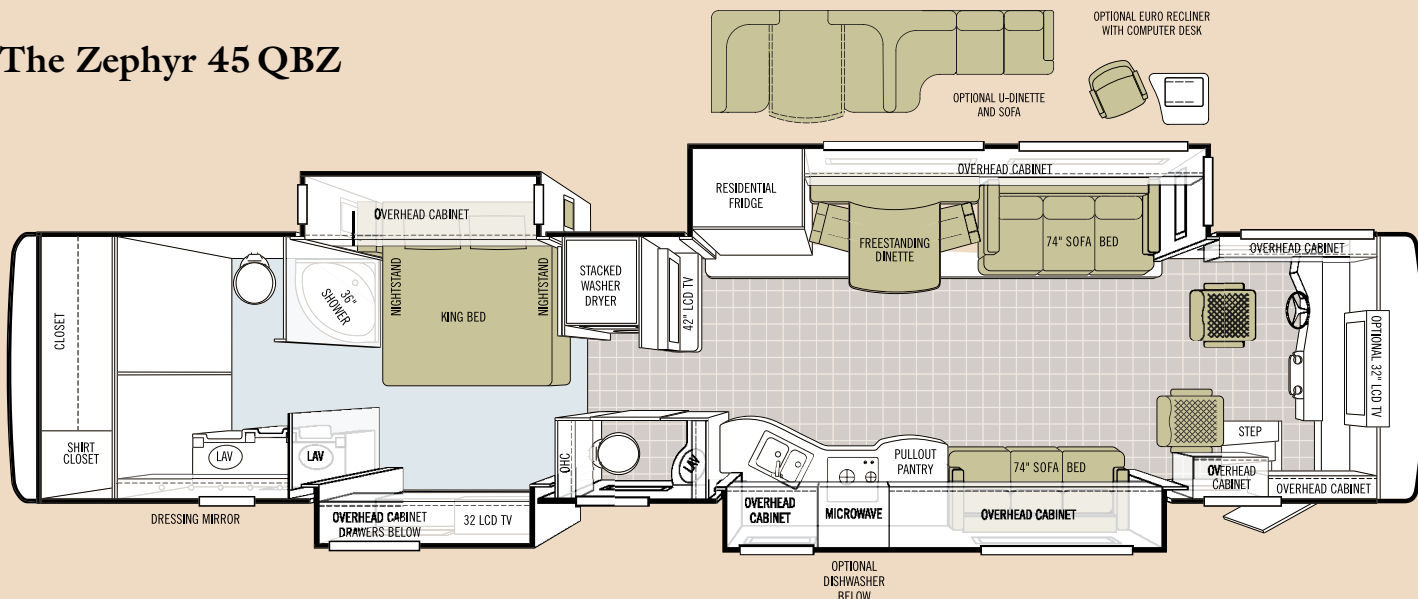 The Zephyr 45 QBZ
OPTIONAL EURO RECLINER
WITH COMPUTER DESK
OPTIONAL U-DINETTE
AND SOFA
OVERHEAD CABINET
RESIDENTIAL
FRIDGE
OVERHEAD CABINET
FREESTANDING
DINETTE
74" SOFA BED
OVERHEAD CABINET
CLOSET
36"
SHOWER
NIGHTSTAND
KING BED
NIGHTSTAND
STACKED
WASHER
DRYER
42" LCD TV
OPTIONAL 32" LCD TV
SHIRT
CLOSET
LAV
LAV
OHC
LAV
PULLOUT
PANTRY
74" SOFA BED
STEP
OVERHEAD
CABINET
OVERHEAD CABINET
DRESSING MIRROR
OVERHEAD CABINET
DRAWERS BELOW
32 LCD TV
OVERHEAD
CABINET
MICROWAVE
OVERHEAD CABINET
OPTIONAL
DISHWASHER
BELOW